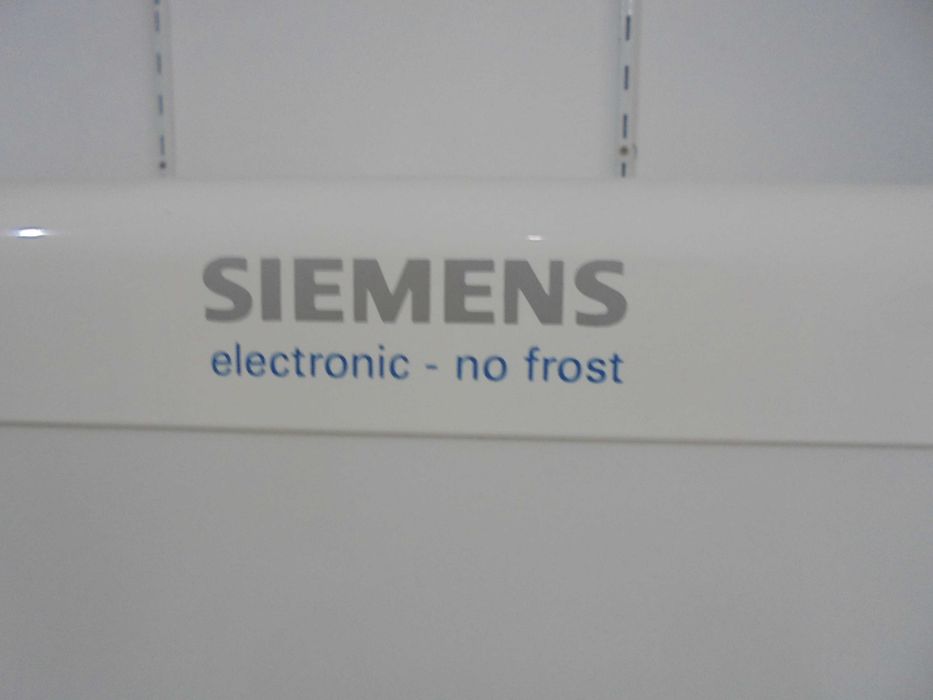 SIEMENS
electronic - no frost